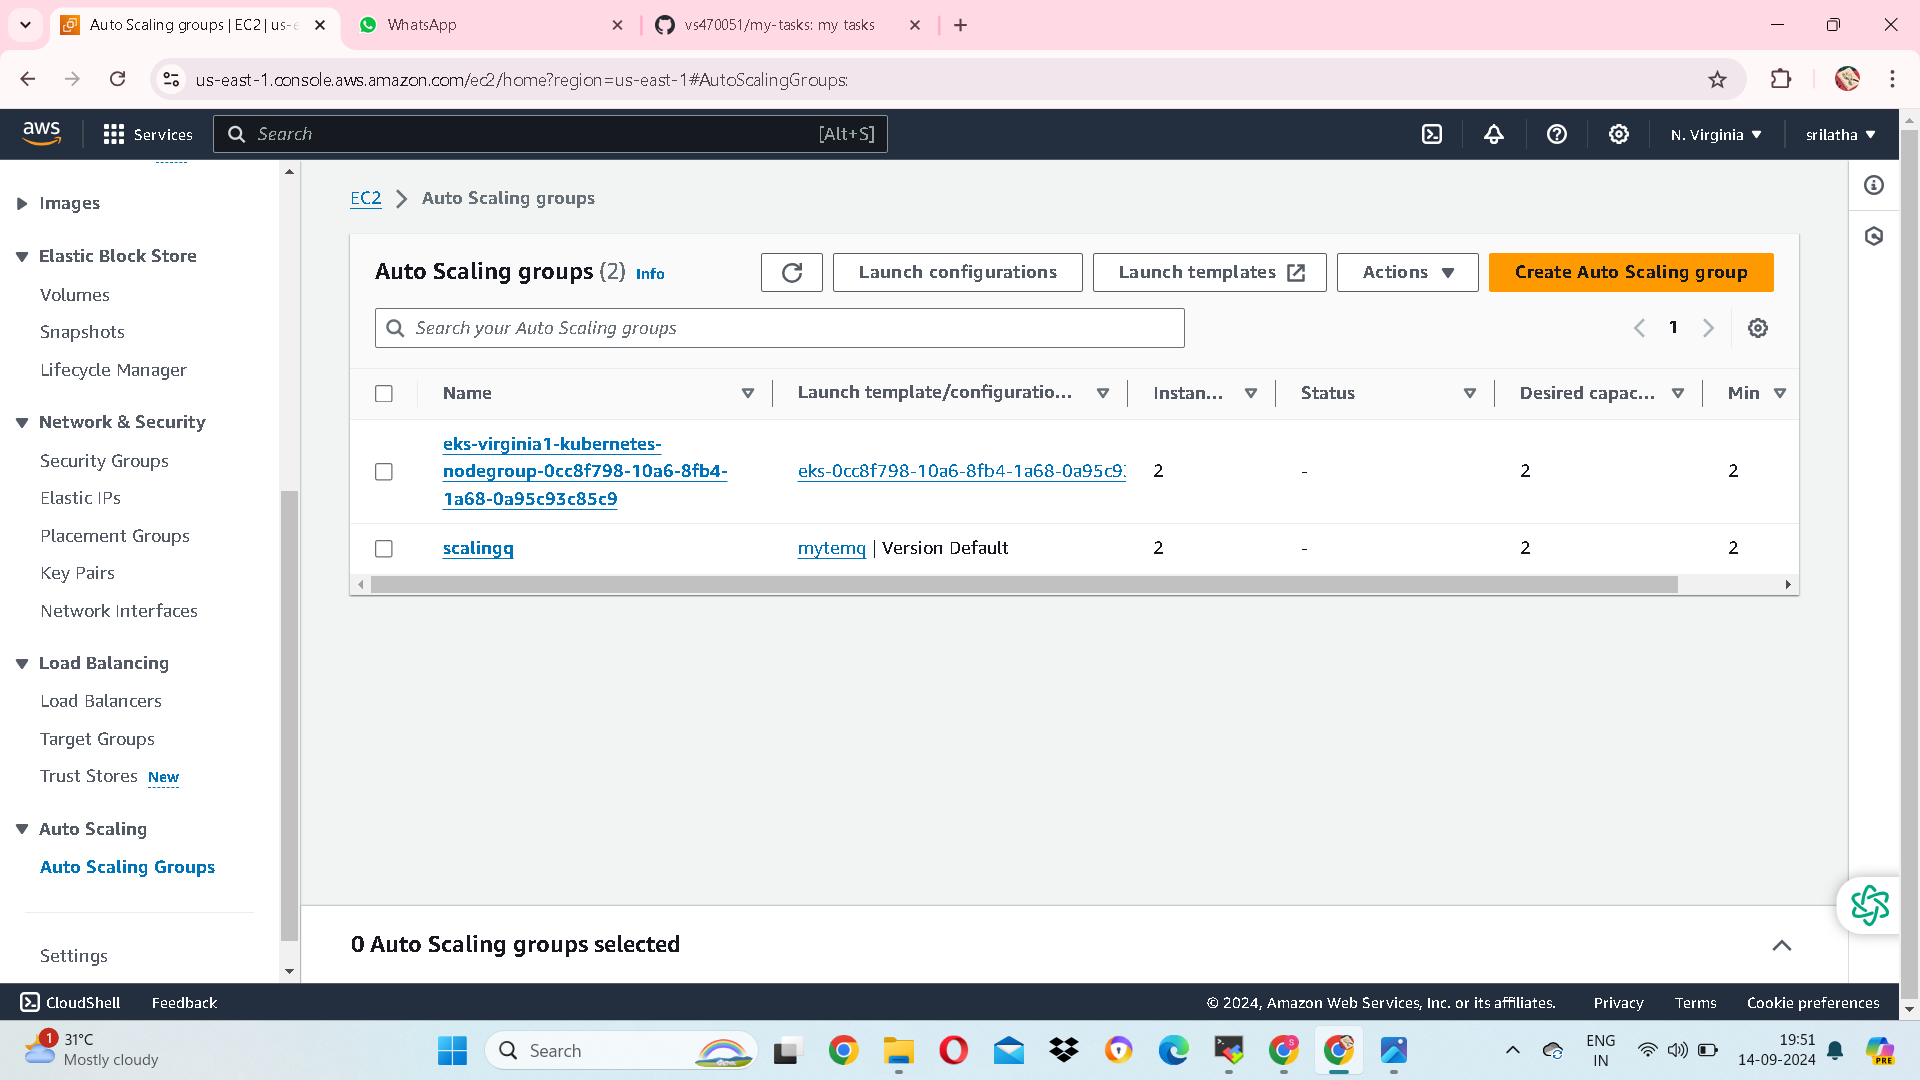 Auto Scaling groups | EC2 | us-e
WhatsApp
vs470051/my-tasks: my tasks
us-east-1.console.aws.amazon.com/ec2/home?region=us-east-1#AutoScalingGroups:
aws
Services
Search
[Alt+S]
N. Virginia
srilatha
Images
Elastic Block Store
Volumes
Snapshots
Lifecycle Manager
Network & Security
Security Groups
Elastic IPs
Placement Groups
Key Pairs
Network Interfaces
Load Balancing
Load Balancers
Target Groups
Trust Stores New
Auto Scaling
Auto Scaling Groups
Settings
EC2 > Auto Scaling groups
Auto Scaling groups (2) Info
Launch configurations
Launch templates
Actions
Create Auto Scaling group
Search your Auto Scaling groups
1
Name
Launch template/configuratio...
Instan...
Status
Desired capac...
Min
eks-virginia1-kubernetes-
nodegroup-0cc8f798-10a6-8fb4-
1a68-0a95c93c85c9
eks-0cc8f798-10a6-8fb4-1a68-0a95c9
2
-
2
2
scalingq
mytemq | Version Default
2
-
2
2
0 Auto Scaling groups selected
CloudShell
Feedback
© 2024, Amazon Web Services, Inc. or its affiliates.
Privacy
Terms
Cookie preferences
1
31°C
Mostly cloudy
Search
S
ENG
IN
19:51
14-09-2024
PRE